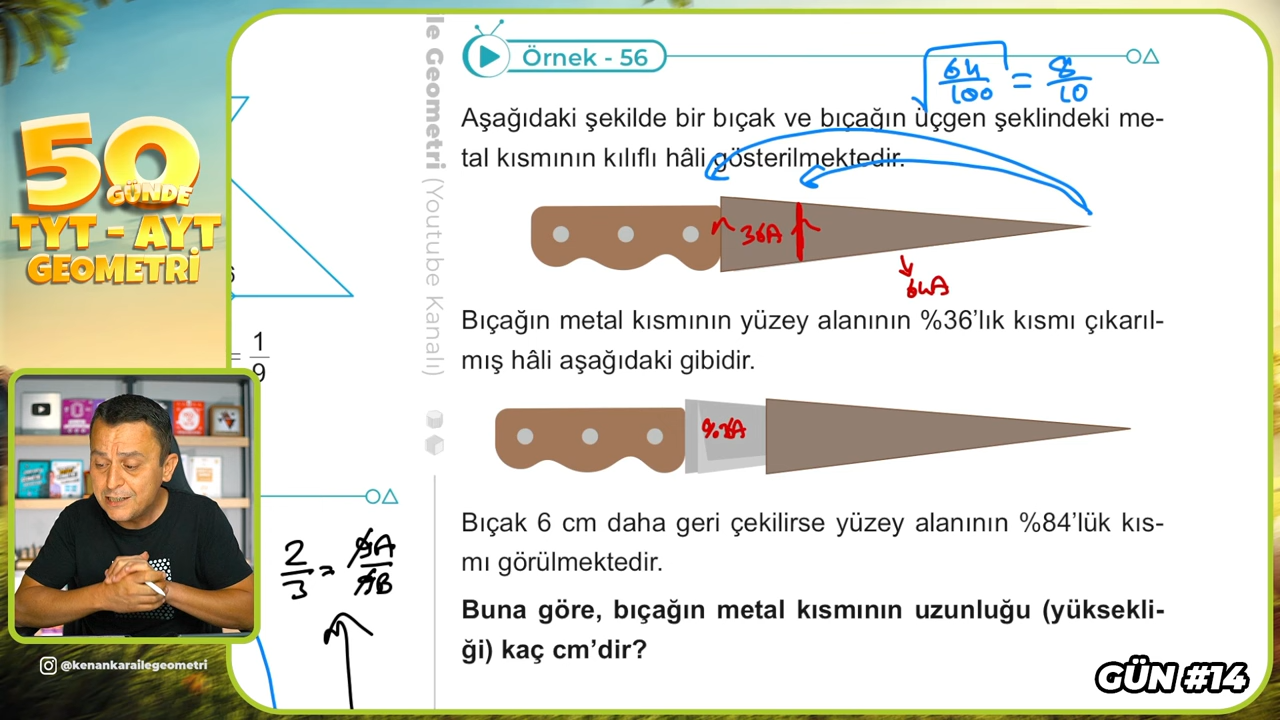 50
GÜNDE
TYT - AYT
GEOMETRİ
le Geometri (Youtube Kanalı)
Örnek - 56
√64/100 = 8/10
Aşağıdaki şekilde bir bıçak ve bıçağın üçgen şeklindeki me-
tal kısmının kılıflı hâli gösterilmektedir.
36A
64A
Bıçağın metal kısmının yüzey alanının %36’lık kısmı çıkarıl-
mış hâli aşağıdaki gibidir.
Bıçak 6 cm daha geri çekilirse yüzey alanının %84’lük kıs-
mı görülmektedir.
Buna göre, bıçağın metal kısmının uzunluğu (yüksekli-
ği) kaç cm’dir?
6
= 1/9
2/3 =
@kenankarailegeometri
GÜN #14